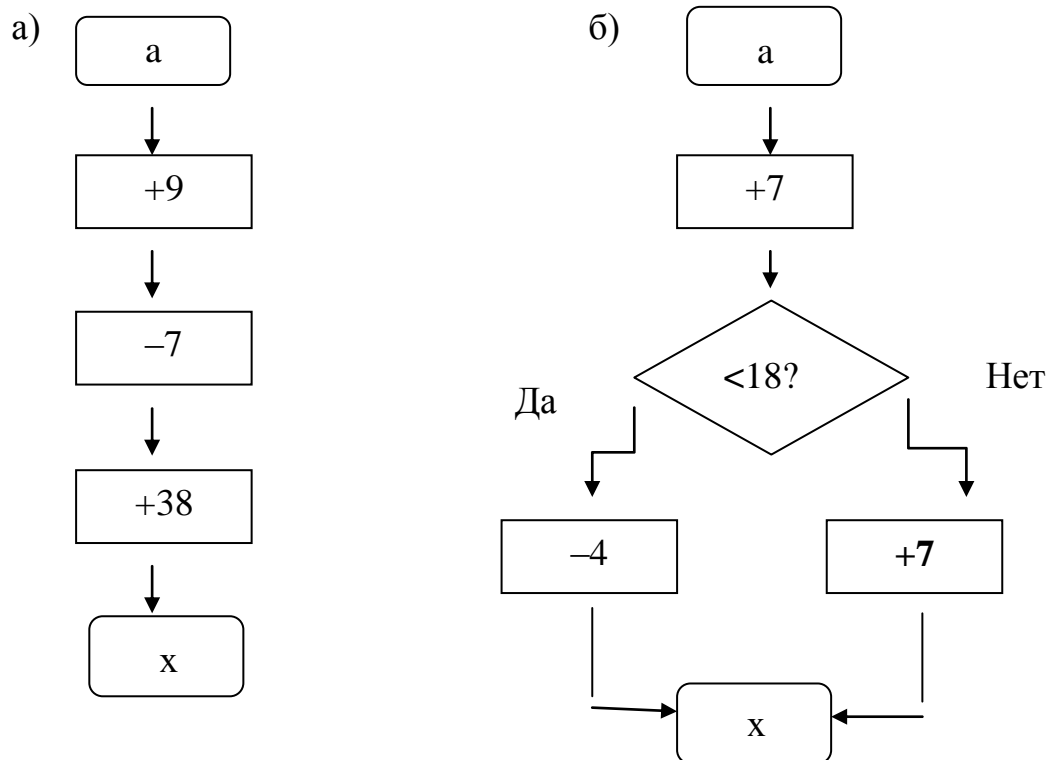 а)
а
+9
–7
+38
х
б)
а
+7
<18?
Да
Нет
–4
+7
х